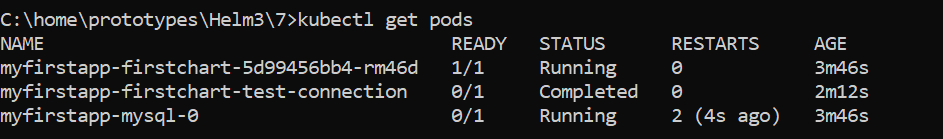 C:\home\prototypes\Helm3\7>kubectl get pods
NAME READY STATUS RESTARTS AGE
myfirstapp-firstchart-5d99456bb4-rm46d 1/1 Running 0 3m46s
myfirstapp-firstchart-test-connection 0/1 Completed 0 2m12s
myfirstapp-mysql-0 0/1 Running 2 (4s ago) 3m46s